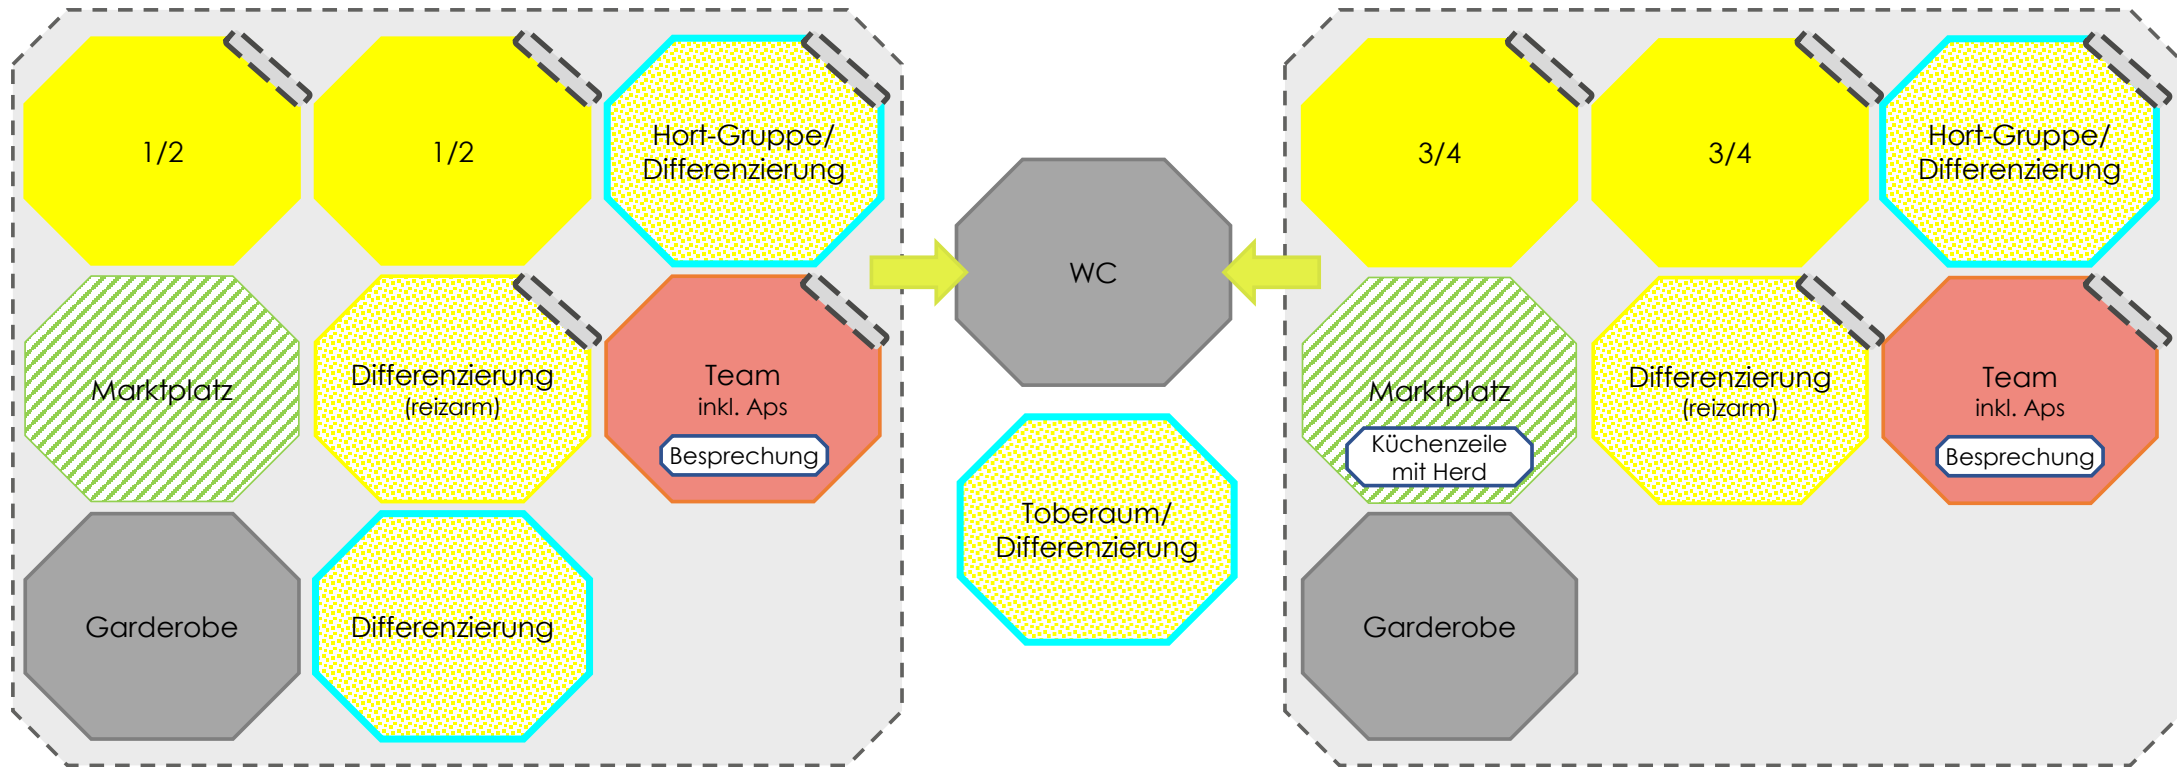 1/2
1/2
Hort-Gruppe/
Differenzierung
Marktplatz
Differenzierung
(reizarm)
Team
inkl. Aps
Besprechung
Garderobe
Differenzierung
WC
Toberaum/
Differenzierung
3/4
3/4
Hort-Gruppe/
Differenzierung
Marktplatz
Küchenzeile
mit Herd
Differenzierung
(reizarm)
Team
inkl. Aps
Besprechung
Garderobe